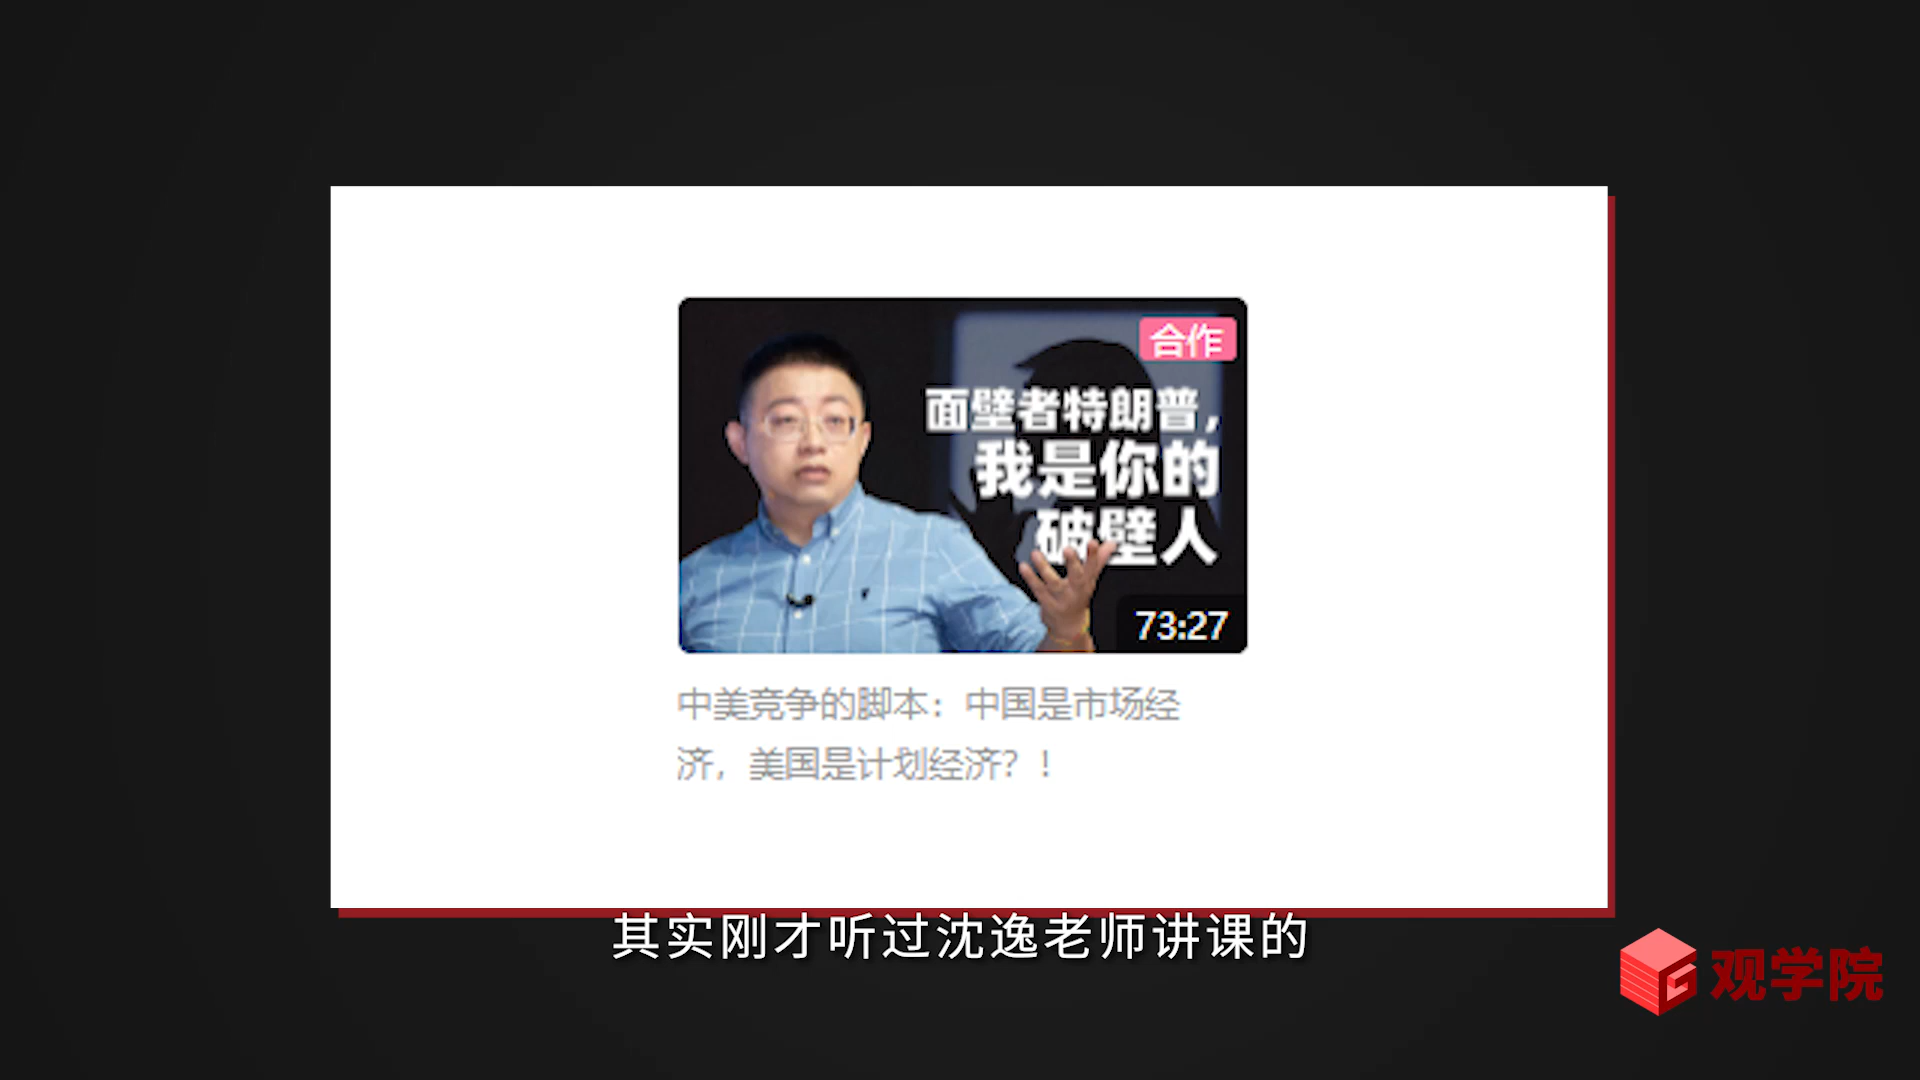 合作
面壁者特朗普，
我是你的
破壁人
73:27
中美竞争的脚本：中国是市场经
济，美国是计划经济？！
其实刚才听过沈逸老师讲课的
观学院